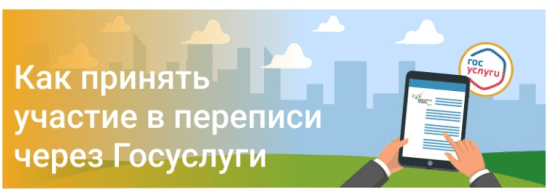 Как принять
участие в переписи
через Госуслуги
гос
услуги